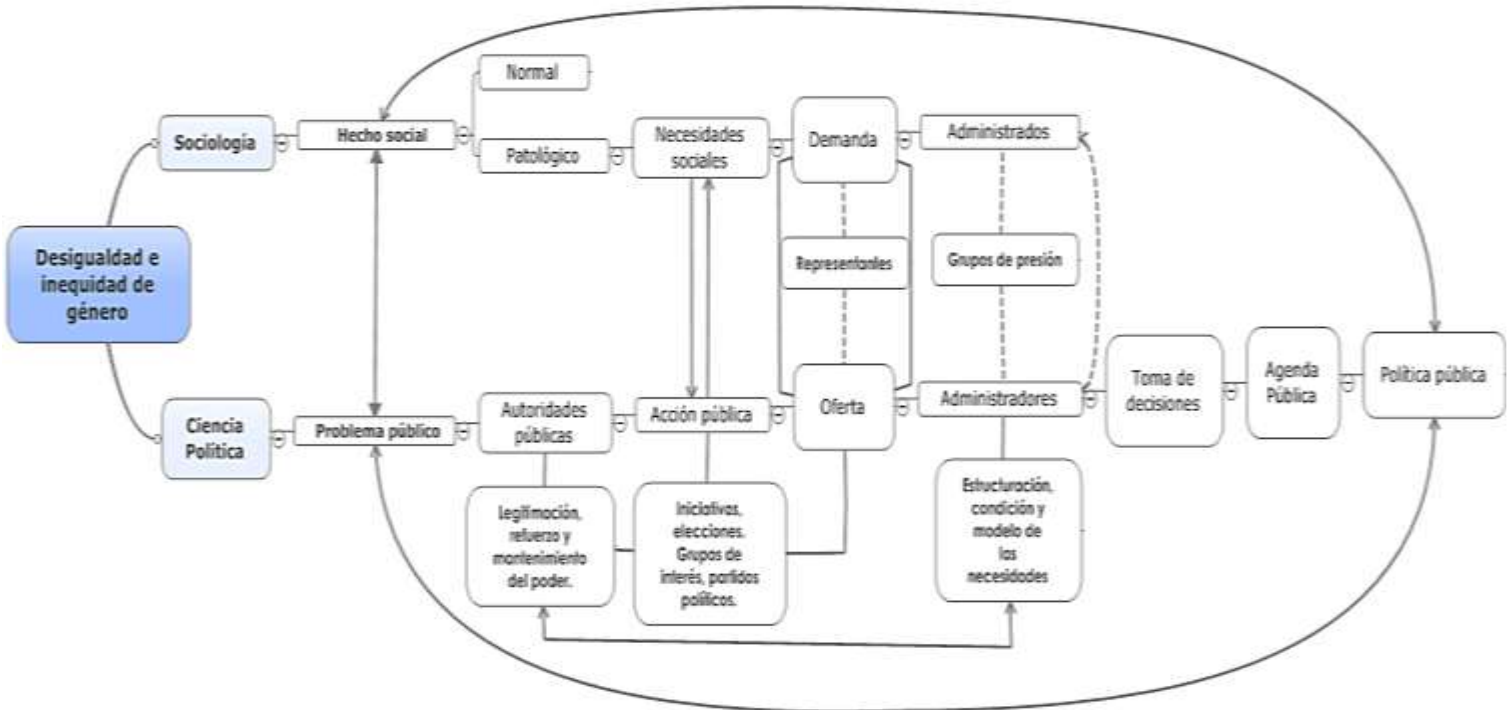 Desigualdad e
inequidad de
género
Sociología
Hecho social
Normal
Patológico
Necesidades
sociales
Demanda
Administrados
Representantes
Grupos de presión
Ciencia
Política
Problema público
Autoridades
públicas
Acción pública
Oferta
Administradores
Toma de
decisiones
Agenda
Pública
Política pública
Legitimación,
refuerzo y
mantenimiento
del poder.
Iniciativas,
elecciones.
Grupos de
interés, partidos
políticos.
Estructuración,
condición y
modelo de
las
necesidades